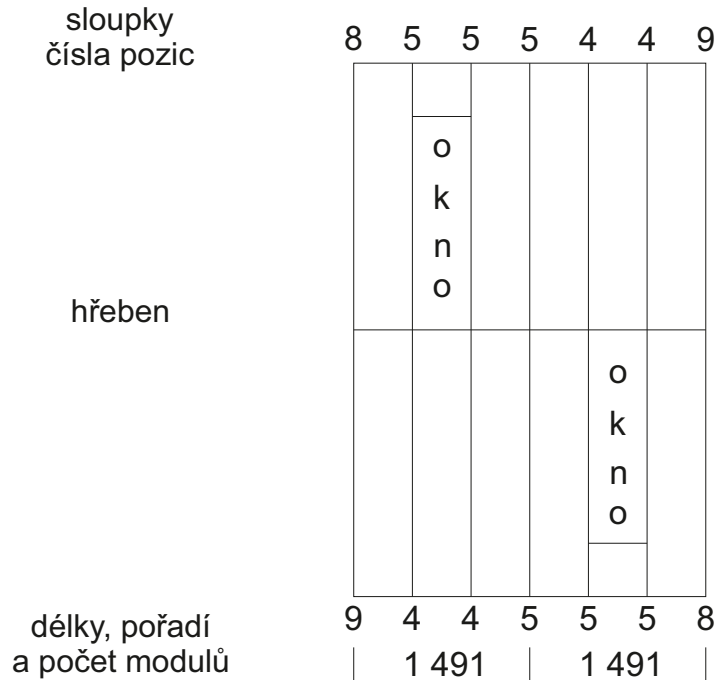 sloupky
čísla pozic
8 5 5 5 4 4 9
o
k
n
o
hřeben
o
k
n
o
9 4 4 5 5 5 8
délky, pořadí
a počet modulů
1 491 1 491